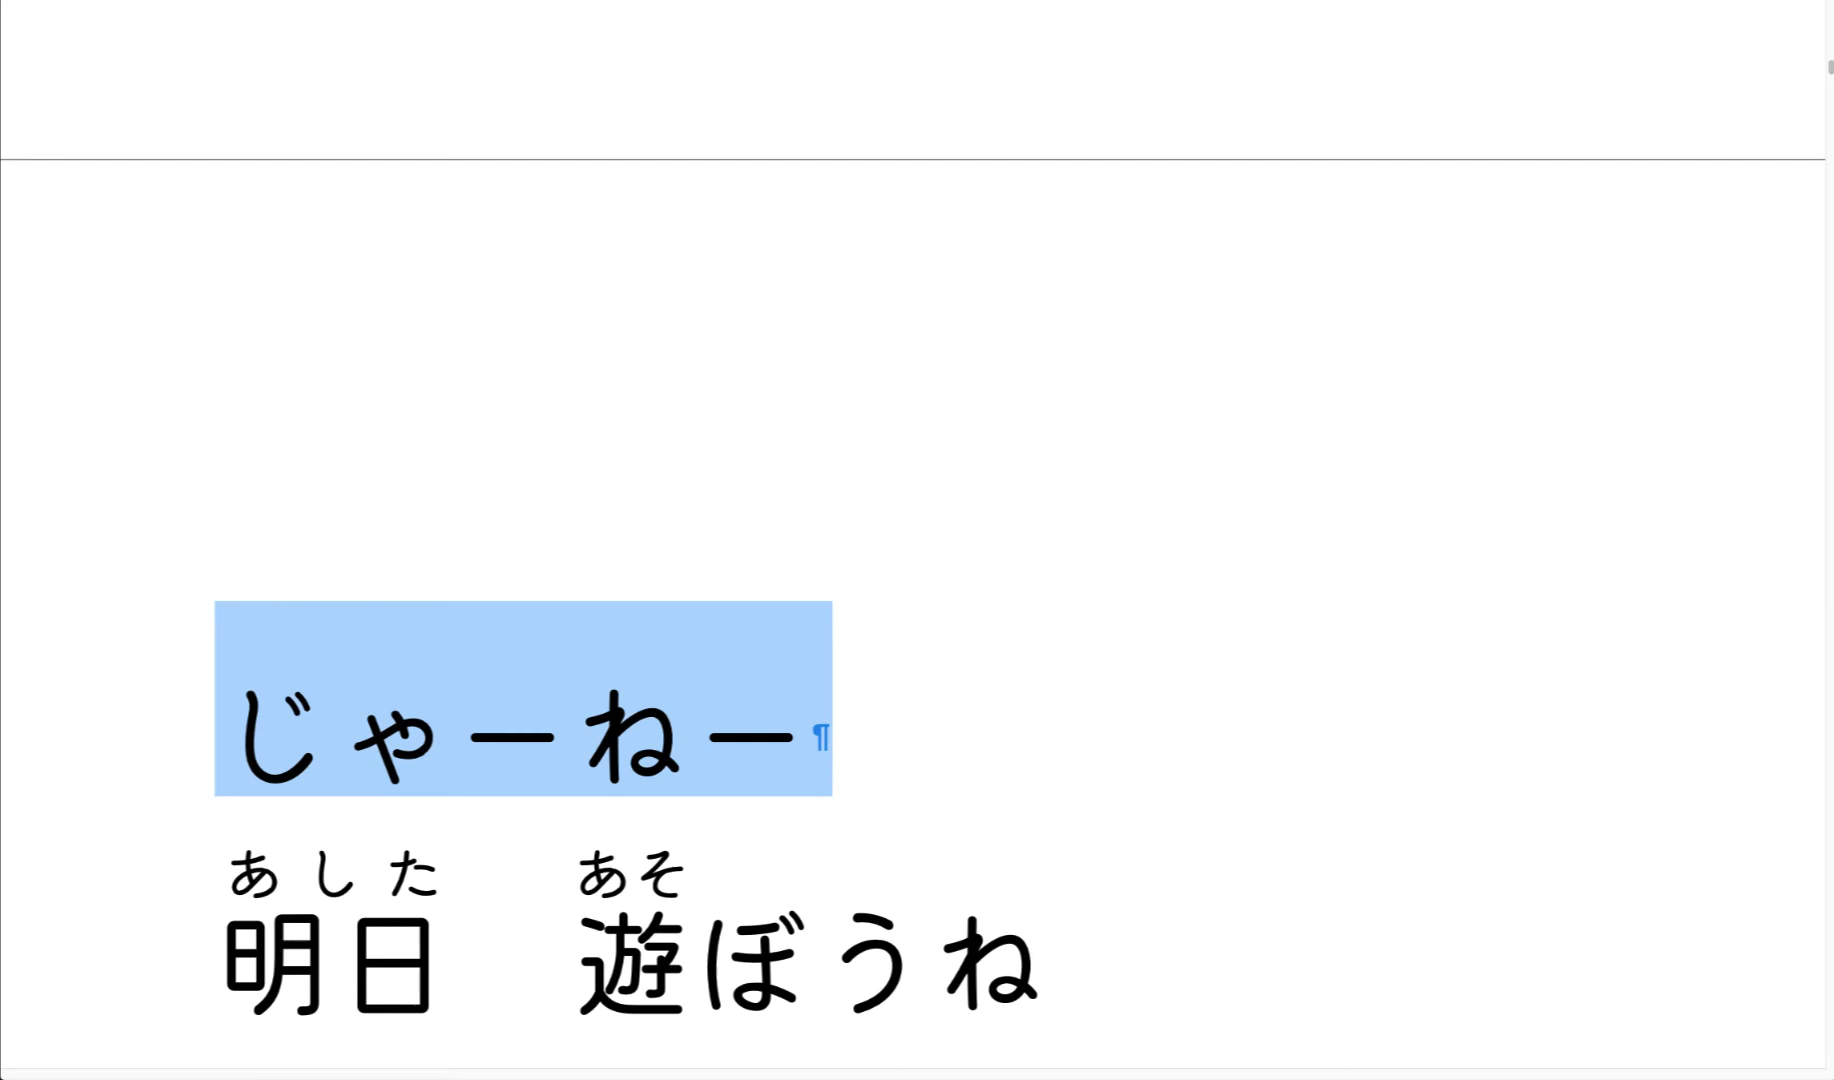 じゃーねー¶
あした あそ
明日 遊ぼうね